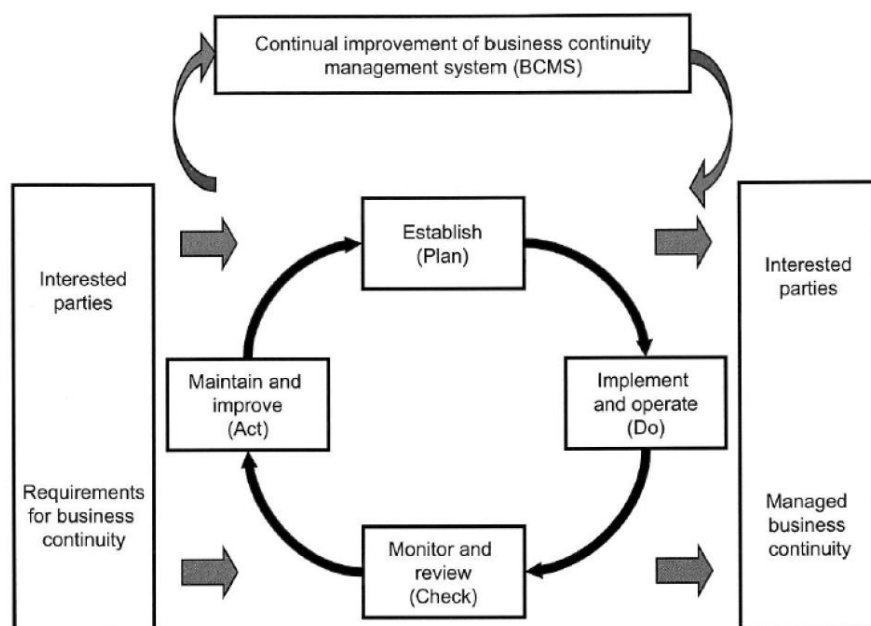 Continual improvement of business continuity
management system (BCMS)
Establish
(Plan)
Interested
parties
Interested
parties
Maintain and
improve
(Act)
Implement
and operate
(Do)
Requirements
for business
continuity
Managed
business
continuity
Monitor and
review
(Check)